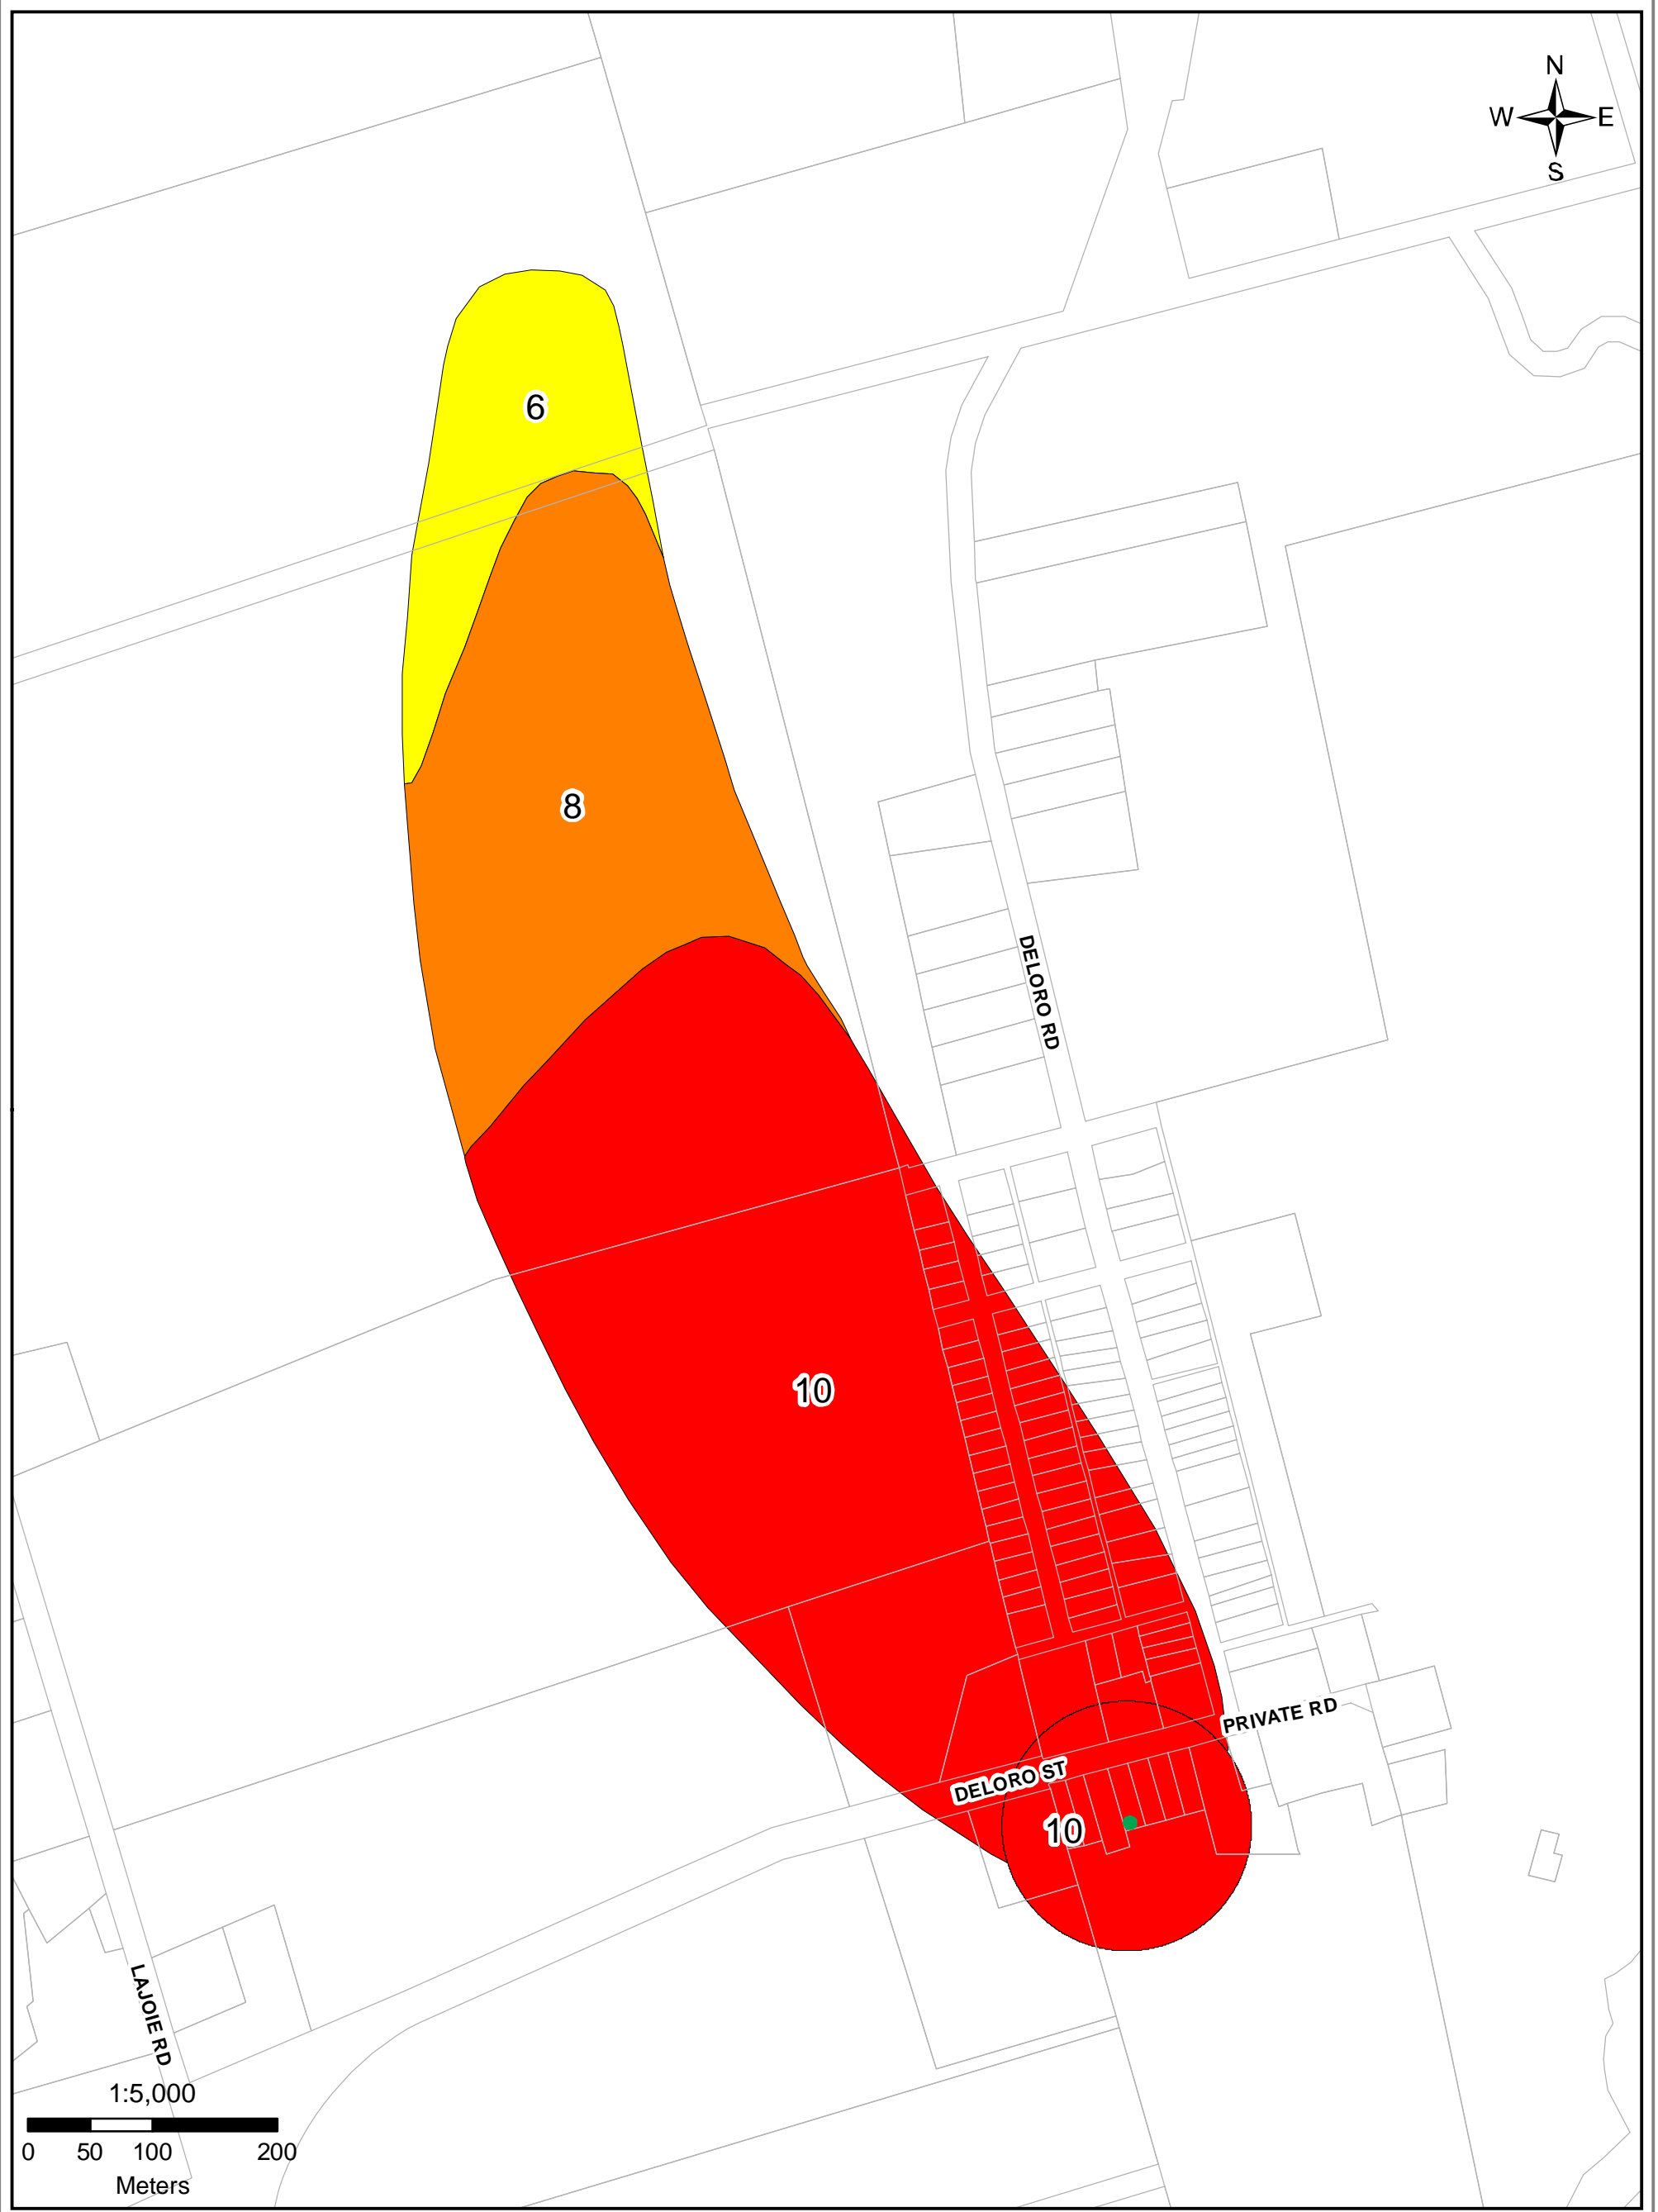 N
W E
S
6
8
DELORO RD
10
PRIVATE RD
DELORO ST
10
LAJOIE RD
1:5,000
0 50 100 200
Meters